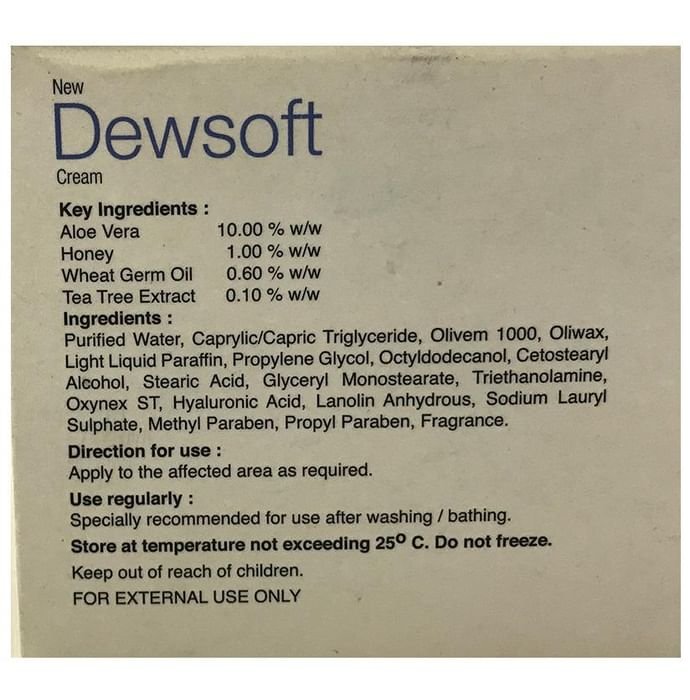 New
Dewsoft
Cream
Key Ingredients :
Aloe Vera 10.00 % w/w
Honey 1.00 % w/w
Wheat Germ Oil 0.60 % w/w
Tea Tree Extract 0.10 % w/w
Ingredients :
Purified Water, Caprylic/Capric Triglyceride, Olivem 1000, Oliwax,
Light Liquid Paraffin, Propylene Glycol, Octyldodecanol, Cetostearyl
Alcohol, Stearic Acid, Glyceryl Monostearate, Triethanolamine,
Oxynex ST, Hyaluronic Acid, Lanolin Anhydrous, Sodium Lauryl
Sulphate, Methyl Paraben, Propyl Paraben, Fragrance.
Direction for use :
Apply to the affected area as required.
Use regularly :
Specially recommended for use after washing / bathing.
Store at temperature not exceeding 25º C. Do not freeze.
Keep out of reach of children.
FOR EXTERNAL USE ONLY